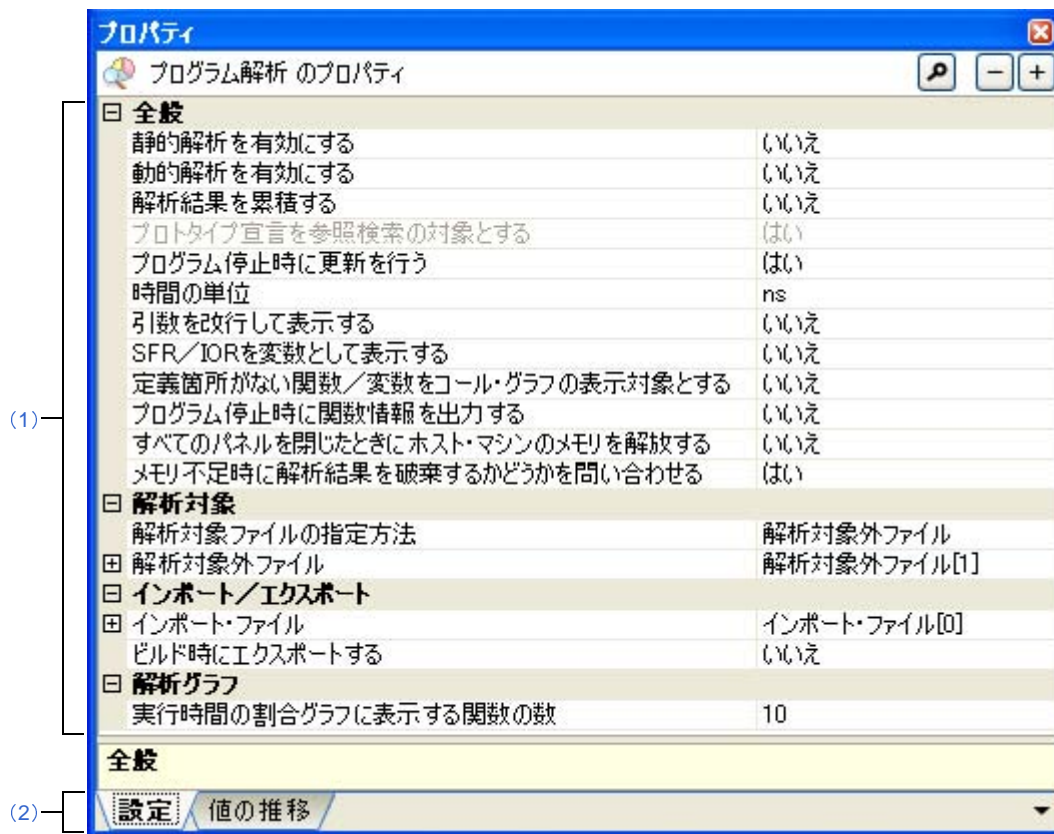 プロパティ
プログラム解析 のプロパティ
全般
静的解析を有効にする いいえ
動的解析を有効にする いいえ
解析結果を累積する いいえ
プロトタイプ宣言を参照検索の対象とする はい
プログラム停止時に更新を行う はい
時間の単位 ns
引数を改行して表示する いいえ
SFR/IORを変数として表示する いいえ
定義箇所がない関数/変数をコール・グラフの表示対象とする いいえ
(1)
プログラム停止時に関数情報を出力する いいえ
すべてのパネルを閉じたときにホスト・マシンのメモリを解放する いいえ
メモリ不足時に解析結果を破棄するかどうかを問い合わせる はい
解析対象
解析対象ファイルの指定方法 解析対象外ファイル
解析対象外ファイル 解析対象外ファイル[1]
インポート/エクスポート
インポート・ファイル インポート・ファイル[0]
ビルド時にエクスポートする いいえ
解析グラフ
実行時間の割合グラフに表示する関数の数 10
全般
(2)
設定 値の推移